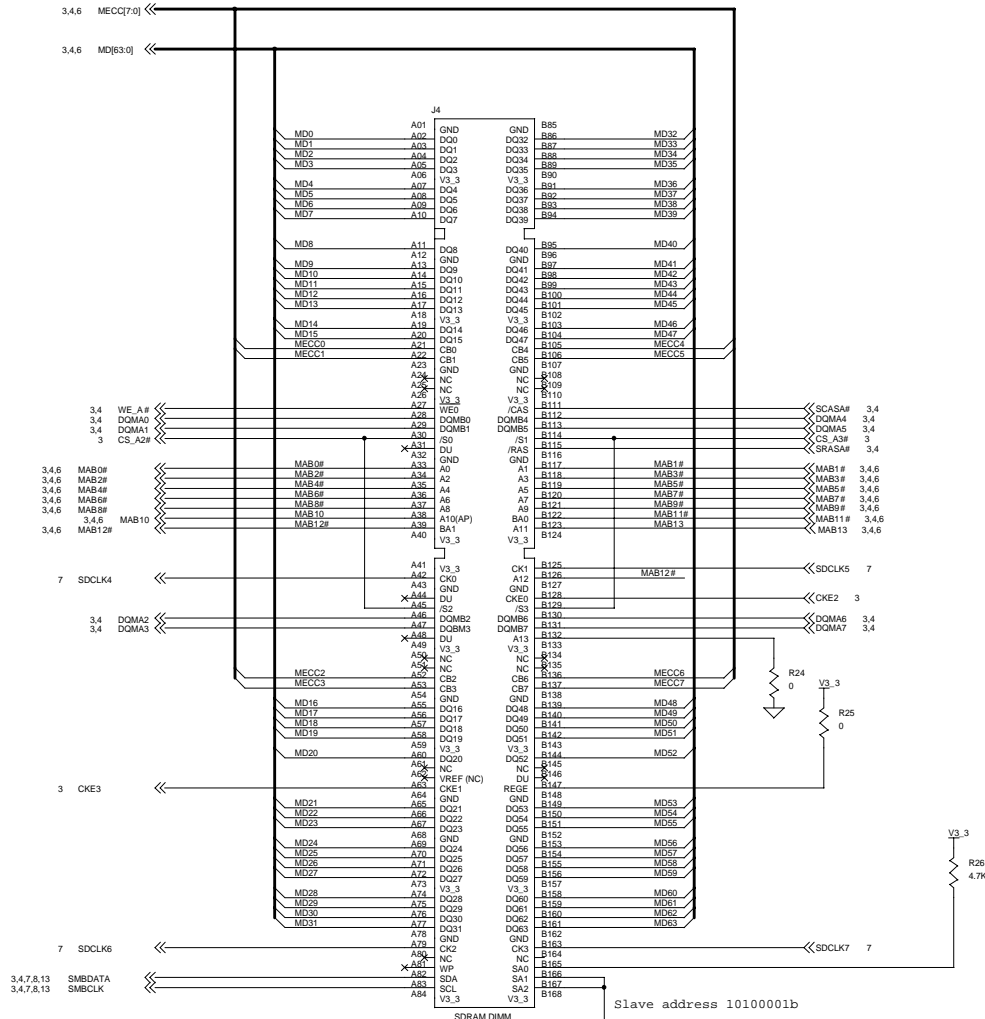 3,4,6 MECC[7:0]
3,4,6 MD[63:0]
J4
A01 GND GND B85
MD0 A02 DQ0 DQ32 B86 MD32
MD1 A03 DQ1 DQ33 B87 MD33
MD2 A04 DQ2 DQ34 B88 MD34
MD3 A05 DQ3 DQ35 B89 MD35
A06 V3_3 V3_3 B90
MD4 A07 DQ4 DQ36 B91 MD36
MD5 A08 DQ5 DQ37 B92 MD37
MD6 A09 DQ6 DQ38 B93 MD38
MD7 A10 DQ7 DQ39 B94 MD39
MD8 A11 DQ8 DQ40 B95 MD40
A12 GND GND B96
MD9 A13 DQ9 DQ41 B97 MD41
MD10 A14 DQ10 DQ42 B98 MD42
MD11 A15 DQ11 DQ43 B99 MD43
MD12 A16 DQ12 DQ44 B100 MD44
MD13 A17 DQ13 DQ45 B101 MD45
A18 V3_3 V3_3 B102
MD14 A19 DQ14 DQ46 B103 MD46
MD15 A20 DQ15 DQ47 B104 MD47
MECC0 A21 CB0 CB4 B105 MECC4
MECC1 A22 CB1 CB5 B106 MECC5
A23 GND GND B107
A24 NC NC B108
A25 NC NC B109
A26 V3_3 V3_3 B110
3,4 WE_A# A27 WE0 /CAS B111 SCASA# 3,4
3,4 DQMA0 A28 DQMB0 DQMB4 B112 DQMA4 3,4
3,4 DQMA1 A29 DQMB1 DQMB5 B113 DQMA5 3,4
3 CS_A2# A30 /S0 /S1 B114 CS_A3# 3
A31 DU /RAS B115 SRASA# 3,4
A32 GND GND B116
3,4,6 MAB0# MAB0# A33 A0 A1 B117 MAB1# MAB1# 3,4,6
3,4,6 MAB2# MAB2# A34 A2 A3 B118 MAB3# MAB3# 3,4,6
3,4,6 MAB4# MAB4# A35 A4 A5 B119 MAB5# MAB5# 3,4,6
3,4,6 MAB6# MAB6# A36 A6 A7 B120 MAB7# MAB7# 3,4,6
3,4,6 MAB8# MAB8# A37 A8 A9 B121 MAB9# MAB9# 3,4,6
3,4,6 MAB10 MAB10 A38 A10(AP) BA0 B122 MAB11# MAB11# 3,4,6
3,4,6 MAB12# MAB12# A39 BA1 A11 B123 MAB13 MAB13 3,4,6
A40 V3_3 V3_3 B124
A41 V3_3 CK1 B125 SDCLK5 7
7 SDCLK4 A42 CK0 A12 B126 MAB12#
A43 GND GND B127
A44 DU CKE0 B128 CKE2 3
A45 /S2 /S3 B129
3,4 DQMA2 A46 DQMB2 DQMB6 B130 DQMA6 3,4
3,4 DQMA3 A47 DQBM3 DQMB7 B131 DQMA7 3,4
A48 DU A13 B132
A49 V3_3 V3_3 B133
A50 NC NC B134
A51 NC NC B135
MECC2 A52 CB2 CB6 B136 MECC6
R24
0
MECC3 A53 CB3 CB7 B137 MECC7
V3_3
A54 GND GND B138
MD16 A55 DQ16 DQ48 B139 MD48
MD17 A56 DQ17 DQ49 B140 MD49
R25
0
MD18 A57 DQ18 DQ50 B141 MD50
MD19 A58 DQ19 DQ51 B142 MD51
A59 V3_3 V3_3 B143
MD20 A60 DQ20 DQ52 B144 MD52
A61 NC NC B145
A62 VREF (NC) DU B146
3 CKE3 A63 CKE1 REGE B147
A64 GND GND B148
MD21 A65 DQ21 DQ53 B149 MD53
MD22 A66 DQ22 DQ54 B150 MD54
MD23 A67 DQ23 DQ55 B151 MD55
A68 GND GND B152
V3_3
MD24 A69 DQ24 DQ56 B153 MD56
MD25 A70 DQ25 DQ57 B154 MD57
MD26 A71 DQ26 DQ58 B155 MD58
R26
4.7K
MD27 A72 DQ27 DQ59 B156 MD59
A73 V3_3 V3_3 B157
MD28 A74 DQ28 DQ60 B158 MD60
MD29 A75 DQ29 DQ61 B159 MD61
MD30 A76 DQ30 DQ62 B160 MD62
MD31 A77 DQ31 DQ63 B161 MD63
A78 GND GND B162
7 SDCLK6 A79 CK2 CK3 B163 SDCLK7 7
A80 NC NC B164
A81 WP SA0 B165
3,4,7,8,13 SMBDATA A82 SDA SA1 B166
3,4,7,8,13 SMBCLK A83 SCL SA2 B167
A84 V3_3 V3_3 B168
Slave address 10100001b
SDRAM DIMM